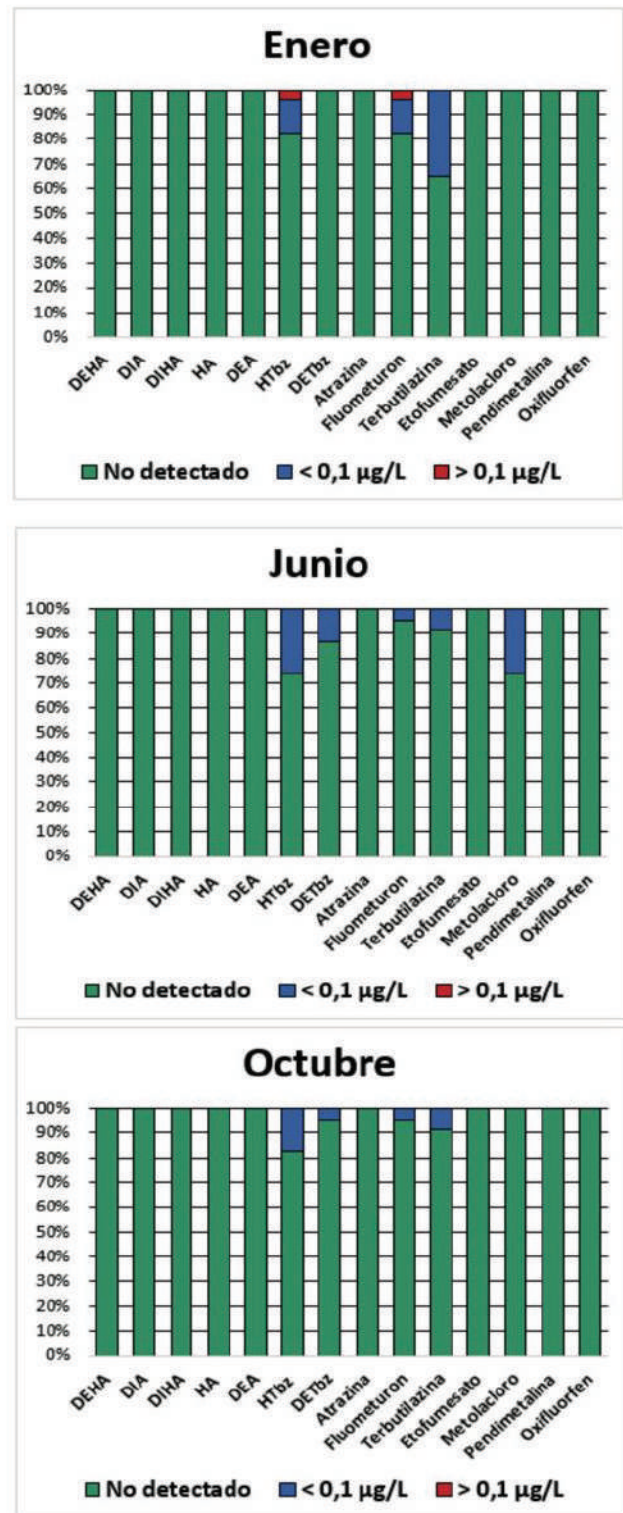 Enero
100%
90%
80%
70%
60%
50%
40%
30%
20%
10%
0%
DEHA
DIA
DIHA
HA
DEA
HTbz
DETbz
Atrazina
Fluometuron
Terbutilazina
Etofumesato
Metolacloro
Pendimetalina
Oxifluorfen
No detectado < 0,1 µg/L > 0,1 µg/L
Junio
100%
90%
80%
70%
60%
50%
40%
30%
20%
10%
0%
DEHA
DIA
DIHA
HA
DEA
HTbz
DETbz
Atrazina
Fluometuron
Terbutilazina
Etofumesato
Metolacloro
Pendimetalina
Oxifluorfen
No detectado < 0,1 µg/L > 0,1 µg/L
Octubre
100%
90%
80%
70%
60%
50%
40%
30%
20%
10%
0%
DEHA
DIA
DIHA
HA
DEA
HTbz
DETbz
Atrazina
Fluometuron
Terbutilazina
Etofumesato
Metolacloro
Pendimetalina
Oxifluorfen
No detectado < 0,1 µg/L > 0,1 µg/L